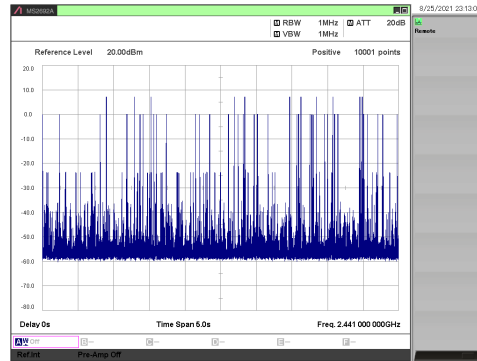 MS2692A
8/25/2021 23:13:0
RBW 1MHz ATT 20dB
VBW 1MHz
Remote
Reference Level 20.00dBm Positive 10001 points
20.0
10.0
0.0
-10.0
-20.0
-30.0
-40.0
-50.0
-60.0
-70.0
-80.0
Delay 0s Time Span 5.0s Freq. 2.441 000 000GHz
Off
Ref.Int Pre-Amp Off